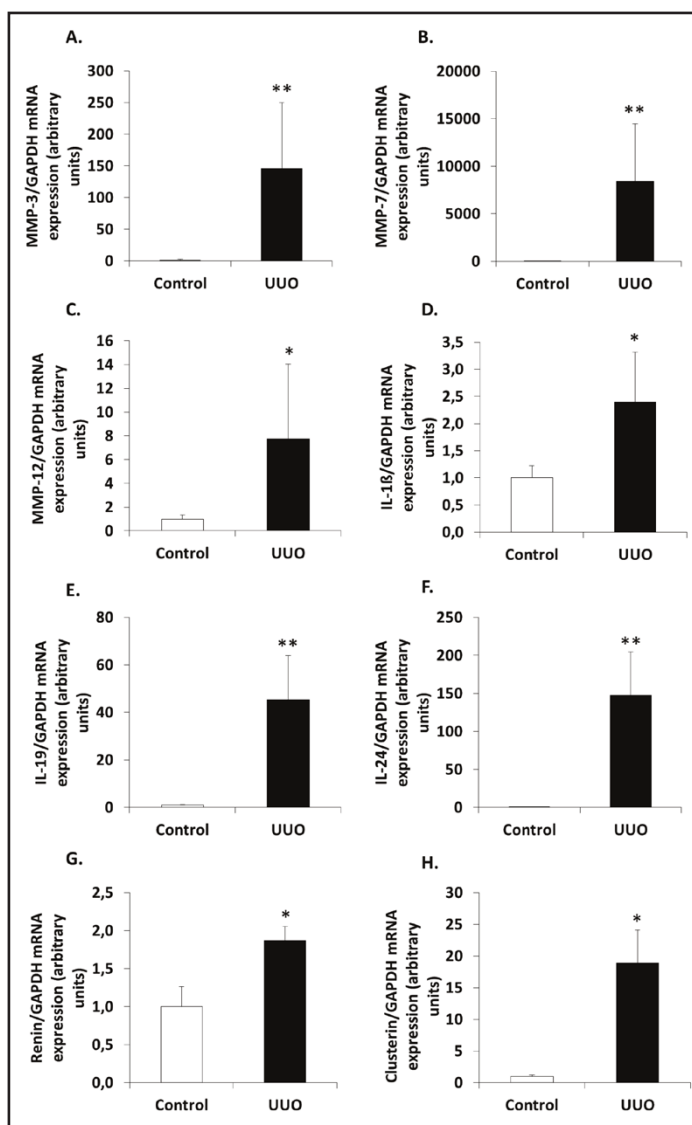 A.
MMP-3/GAPDH mRNA
expression (arbitrary
units)
300
250
200
150
100
50
0
**
Control
UUO
B.
MMP-7/GAPDH mRNA
expression (arbitrary
units)
20000
15000
10000
5000
0
**
Control
UUO
C.
MMP-12/GAPDH mRNA
expression (arbitrary
units)
16
14
12
10
8
6
4
2
0
*
Control
UUO
D.
IL-1ß/GAPDH mRNA
expression (arbitrary
units)
3,5
3,0
2,5
2,0
1,5
1,0
0,5
0,0
*
Control
UUO
E.
IL-19/GAPDH mRNA
expression (arbitrary
units)
80
60
40
20
0
**
Control
UUO
F.
IL-24/GAPDH mRNA
expression (arbitrary
units)
250
200
150
100
50
0
**
Control
UUO
G.
Renin/GAPDH mRNA
expression (arbitrary
units)
2,5
2,0
1,5
1,0
0,5
0,0
*
Control
UUO
H.
Clusterin/GAPDH mRNA
expression (arbitrary
units)
30
25
20
15
10
5
0
*
Control
UUO